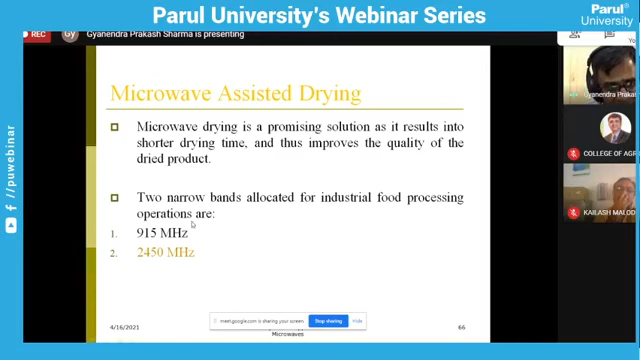 Parul University's Webinar Series
Parul®
University
REC
GY
Gyanendra Prakash Sharma is presenting
Yo
Microwave Assisted Drying
Microwave drying is a promising solution as it results into
shorter drying time, and thus improves the quality of the
dried product.
Two narrow bands allocated for industrial food processing
operations are:
1. 915 MHz
2. 2450 MHz
Gyanendra Prakas
COLLEGE OF AGR
KAILASH MALOD
/puwebinar
meet.google.com is sharing your screen.
Stop sharing
Hide
4/16/2021
Microwaves
66